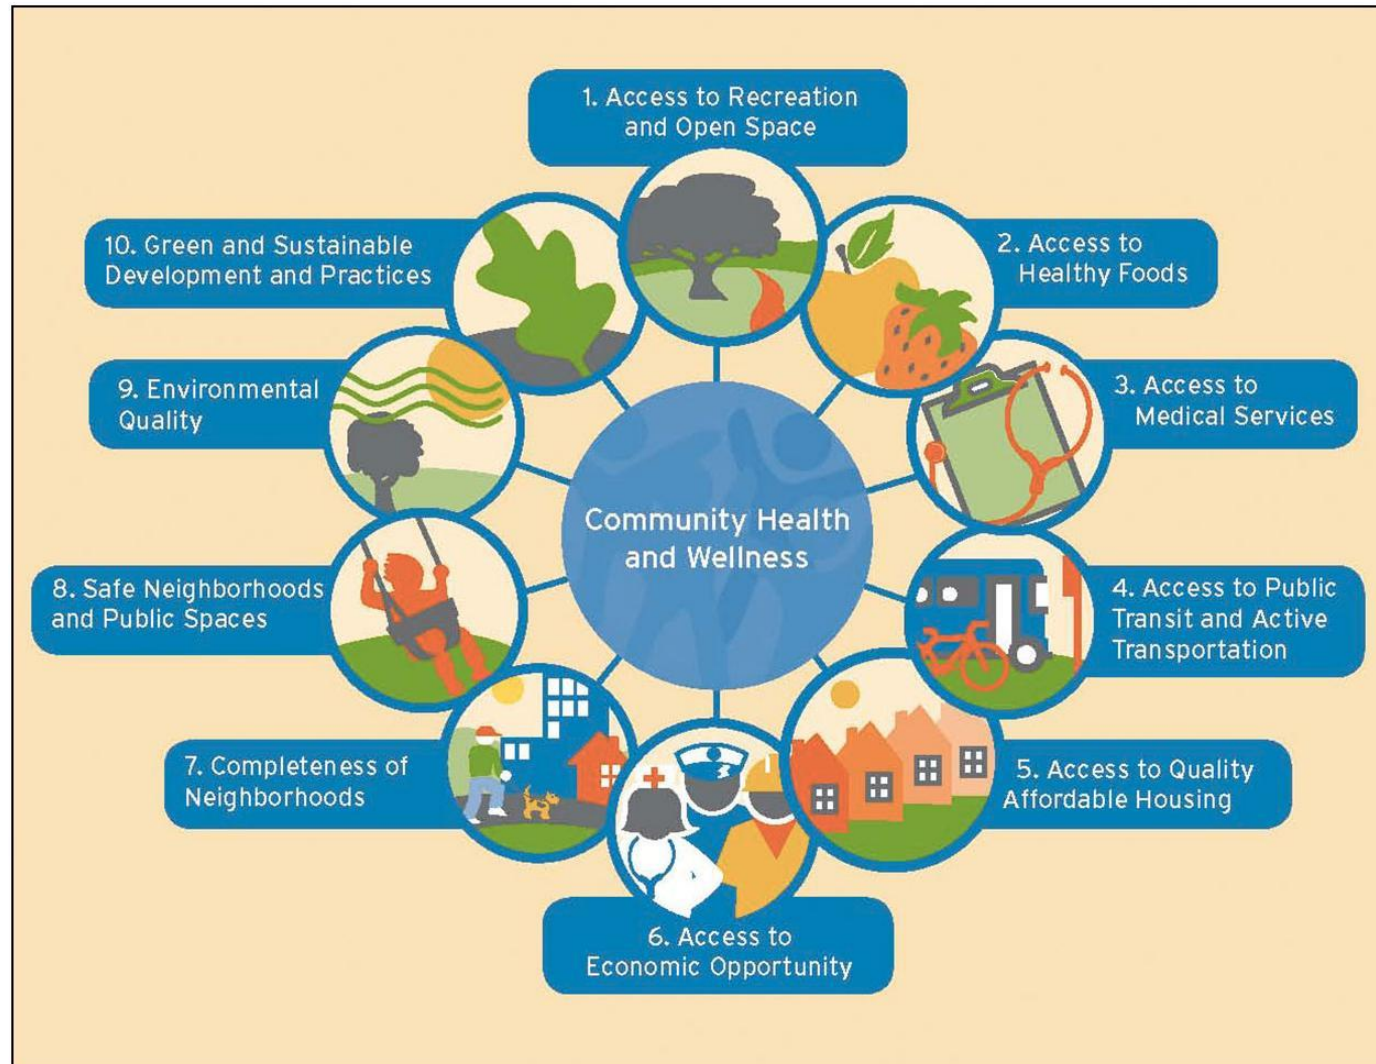 1. Access to Recreation
and Open Space
2. Access to
Healthy Foods
3. Access to
Medical Services
4. Access to Public
Transit and Active
Transportation
5. Access to Quality
Affordable Housing
6. Access to
Economic Opportunity
7. Completeness of
Neighborhoods
8. Safe Neighborhoods
and Public Spaces
9. Environmental
Quality
10. Green and Sustainable
Development and Practices
Community Health
and Wellness